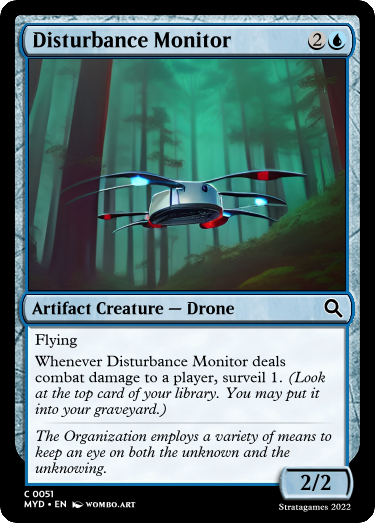 Disturbance Monitor 2
Artifact Creature — Drone
Flying
Whenever Disturbance Monitor deals
combat damage to a player, surveil 1. (Look
at the top card of your library. You may put it
into your graveyard.)
The Organization employs a variety of means to
keep an eye on both the unknown and the
unknowing.
2/2
C 0051
MYD • EN WOMBO.ART
Stratagames 2022